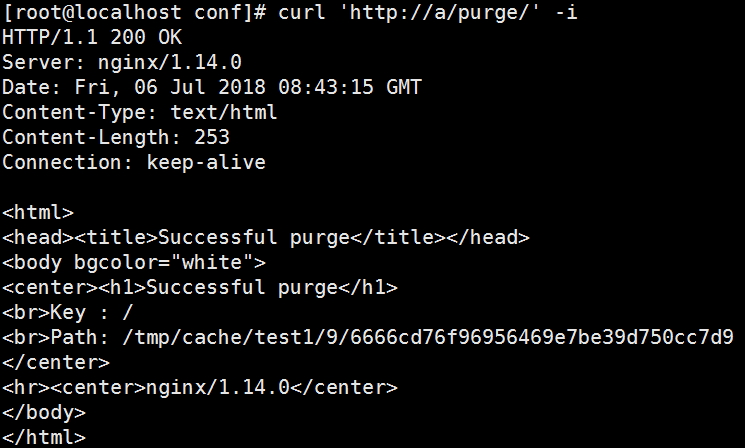 [root@localhost conf]# curl 'http://a/purge/' -i
HTTP/1.1 200 OK
Server: nginx/1.14.0
Date: Fri, 06 Jul 2018 08:43:15 GMT
Content-Type: text/html
Content-Length: 253
Connection: keep-alive

<html>
<head><title>Successful purge</title></head>
<body bgcolor="white">
<center><h1>Successful purge</h1>
<br>Key : /
<br>Path: /tmp/cache/test1/9/6666cd76f96956469e7be39d750cc7d9
</center>
<hr><center>nginx/1.14.0</center>
</body>
</html>